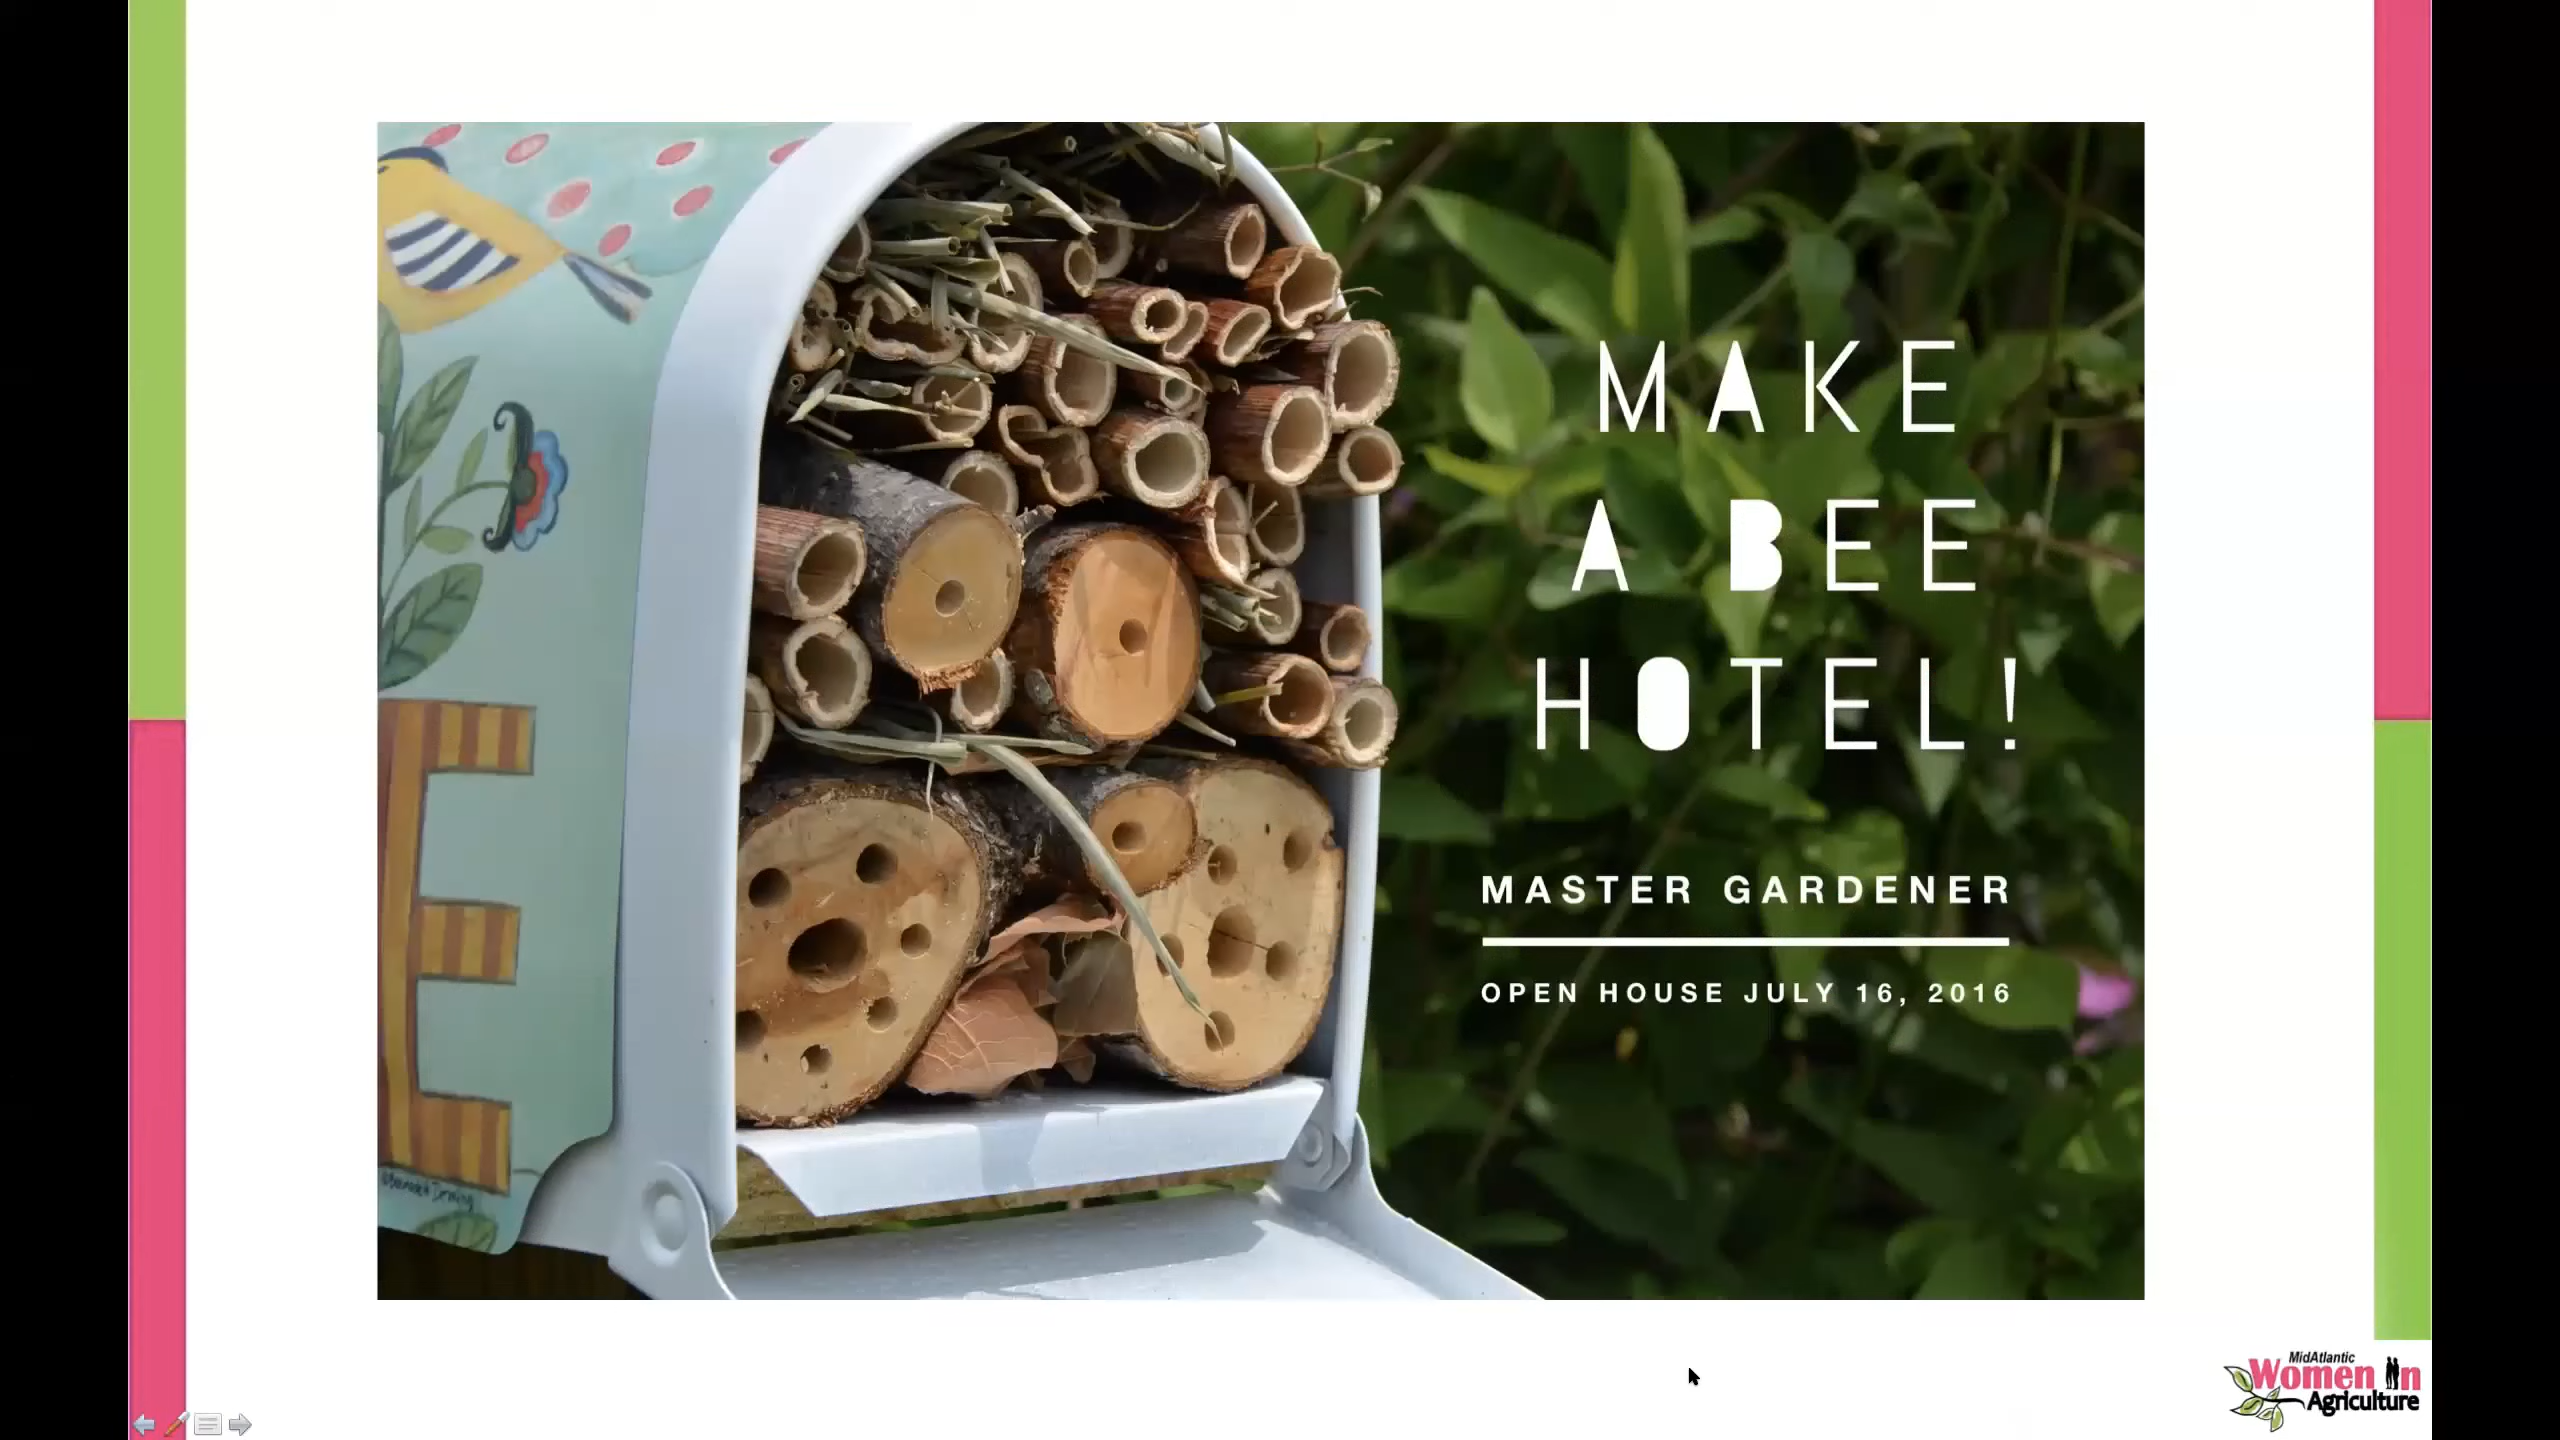 MAKE
A BEE
HOTEL!
MASTER GARDENER
OPEN HOUSE JULY 16, 2016
MidAtlantic
Women In
Agriculture